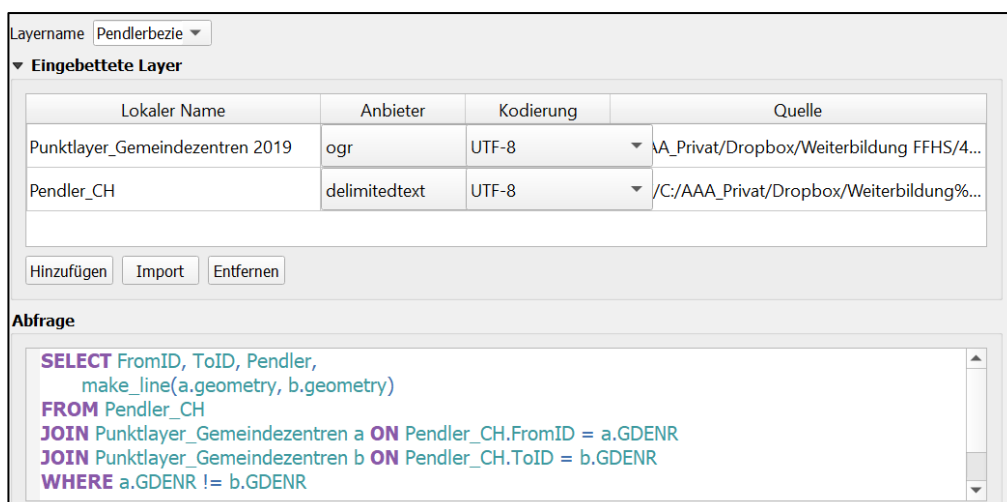 Layername Pendlerbezie
Eingebettete Layer
Lokaler Name Anbieter Kodierung Quelle
Punktlayer_Gemeindezentren 2019 ogr UTF-8 AA_Privat/Dropbox/Weiterbildung FFHS/4...
Pendler_CH delimitedtext UTF-8 /C:/AAA_Privat/Dropbox/Weiterbildung%...
Hinzufügen Import Entfernen
Abfrage
SELECT FromID, ToID, Pendler,
make_line(a.geometry, b.geometry)
FROM Pendler_CH
JOIN Punktlayer_Gemeindezentren a ON Pendler_CH.FromID = a.GDENR
JOIN Punktlayer_Gemeindezentren b ON Pendler_CH.ToID = b.GDENR
WHERE a.GDENR != b.GDENR